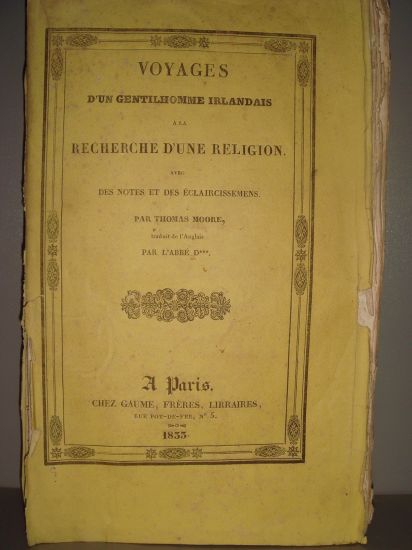 VOYAGES
D'UN GENTILHOMME IRLANDAIS
A LA
RECHERCHE D'UNE RELIGION.
AVEC
DES NOTES ET DES ÉCLAIRCISSEMENS.
PAR THOMAS MOORE,
traduit de l'Anglais
PAR L'ABBÉ D***.
A Paris,
CHEZ GAUME, FRÈRES, LIBRAIRES,
RUE POT-DE-FER, N° 5.
1833